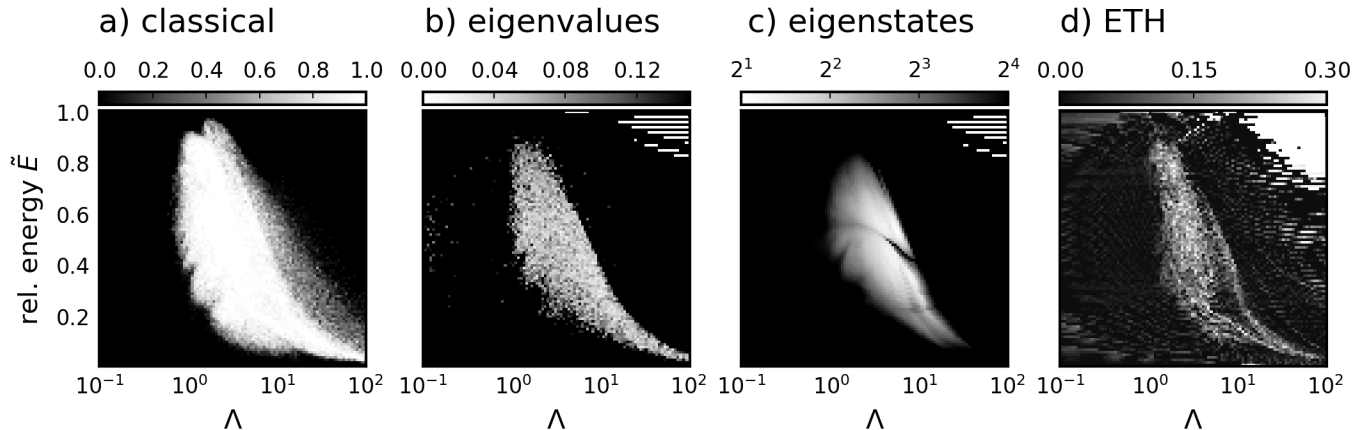 a) classical
b) eigenvalues
c) eigenstates
d) ETH
0.0 0.2 0.4 0.6 0.8 1.0
0.00 0.04 0.08 0.12
2^1 2^2 2^3 2^4
0.00 0.15 0.30
rel. energy Ẽ
1.0
0.8
0.6
0.4
0.2
10^-1 10^0 10^1 10^2
10^-1 10^0 10^1 10^2
10^-1 10^0 10^1 10^2
10^-1 10^0 10^1 10^2
Λ
Λ
Λ
Λ